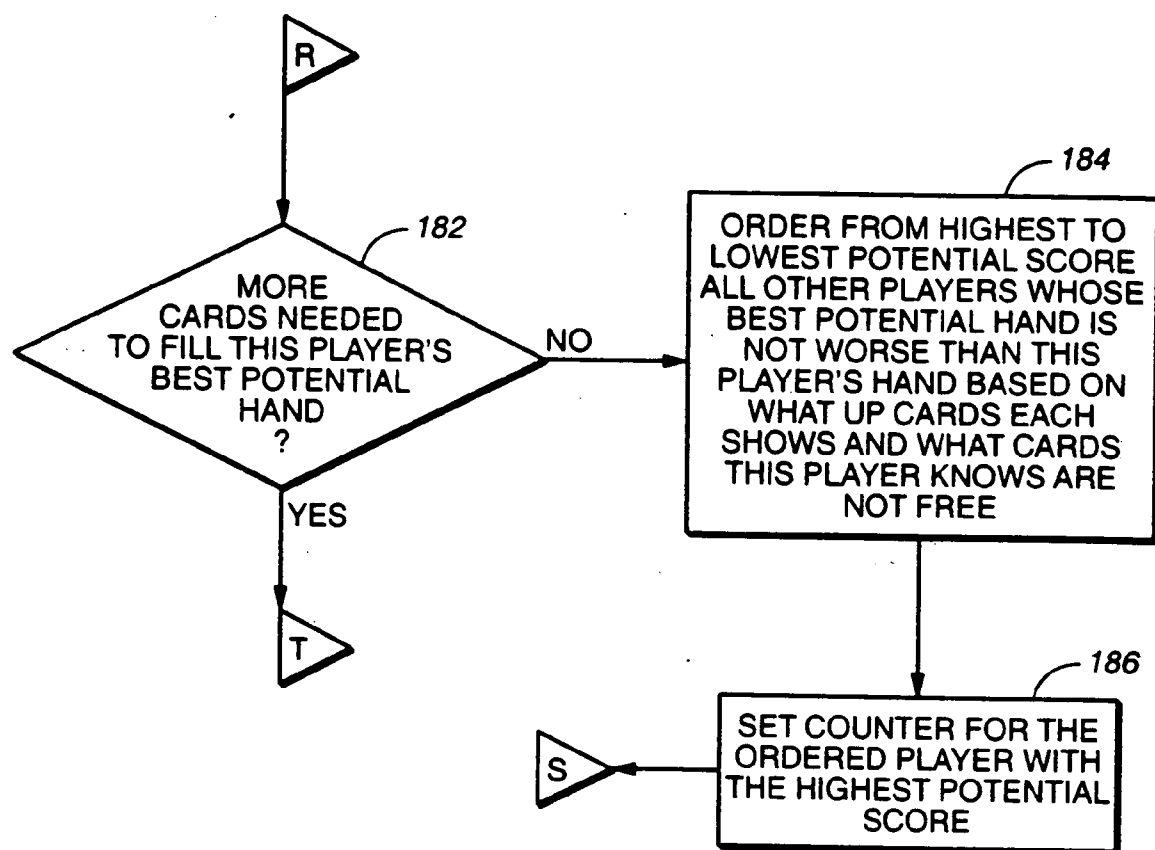 R
182
MORE
CARDS NEEDED
TO FILL THIS PLAYER'S
BEST POTENTIAL
HAND
?
NO
YES
T
184
ORDER FROM HIGHEST TO
LOWEST POTENTIAL SCORE
ALL OTHER PLAYERS WHOSE
BEST POTENTIAL HAND IS
NOT WORSE THAN THIS
PLAYER'S HAND BASED ON
WHAT UP CARDS EACH
SHOWS AND WHAT CARDS
THIS PLAYER KNOWS ARE
NOT FREE
186
SET COUNTER FOR THE
ORDERED PLAYER WITH
THE HIGHEST POTENTIAL
SCORE
S